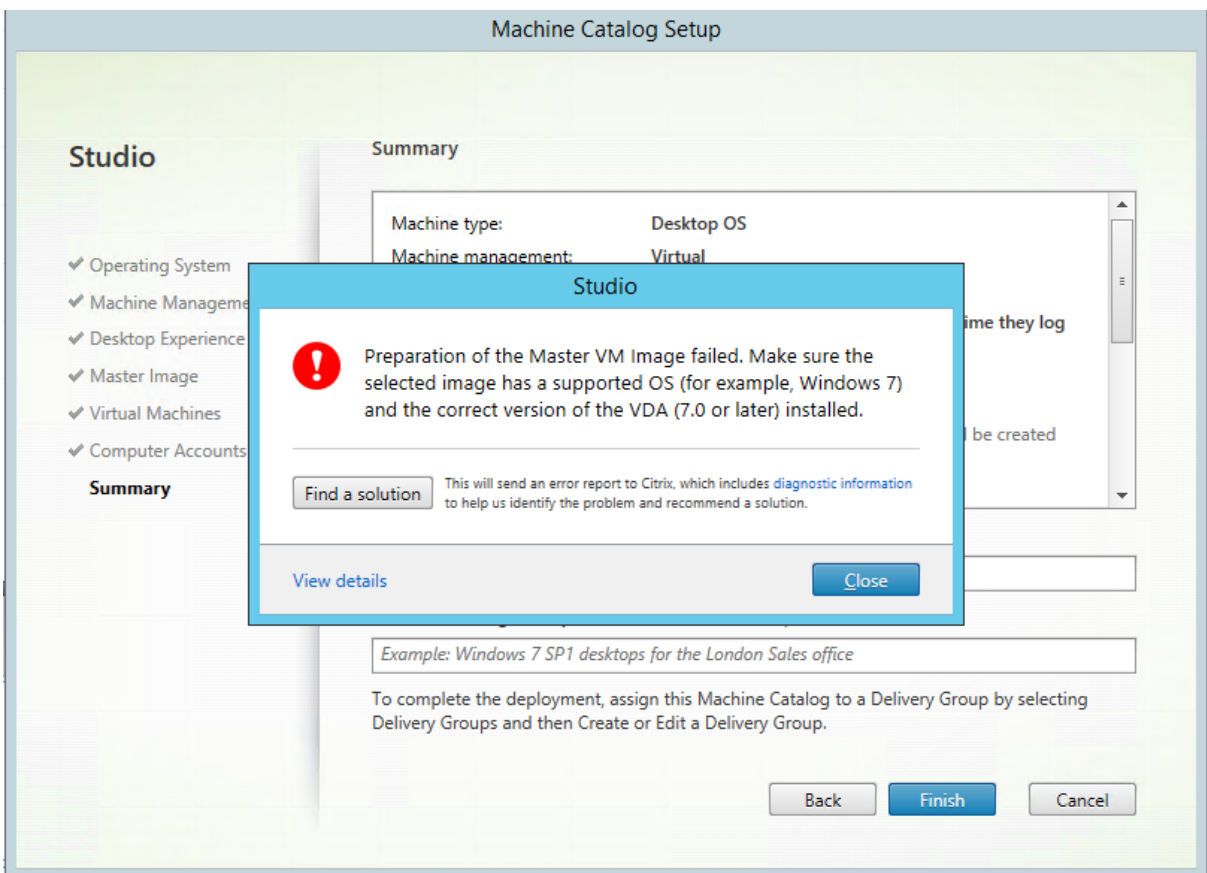 Machine Catalog Setup
Studio
Operating System
Machine Manageme
Desktop Experience
Master Image
Virtual Machines
Computer Accounts
Summary
Summary
Machine type: Desktop OS
Machine management: Virtual
ime they log
l be created
Studio
Preparation of the Master VM Image failed. Make sure the
selected image has a supported OS (for example, Windows 7)
and the correct version of the VDA (7.0 or later) installed.
Find a solution
This will send an error report to Citrix, which includes diagnostic information
to help us identify the problem and recommend a solution.
View details
Close
Example: Windows 7 SP1 desktops for the London Sales office
To complete the deployment, assign this Machine Catalog to a Delivery Group by selecting
Delivery Groups and then Create or Edit a Delivery Group.
Back Finish Cancel